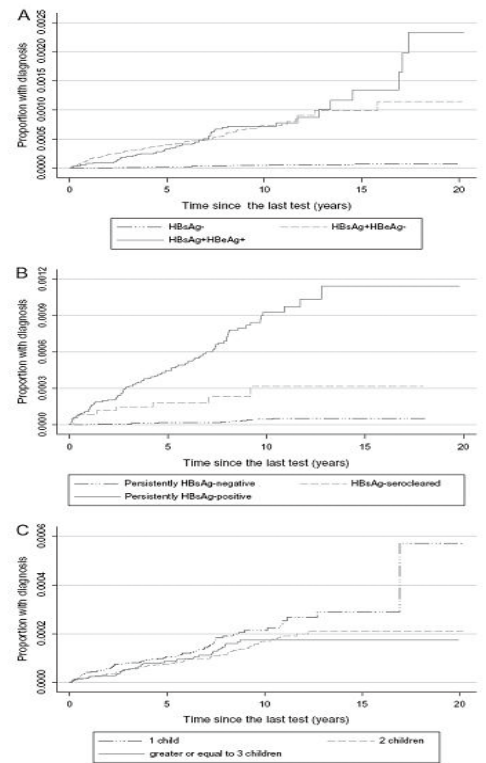 A
Proportion with diagnosis
0.0025
0.0020
0.0015
0.0010
0.0005
0.0000
0 5 10 15 20
Time since the last test (years)
HBsAg- HBsAg+HBeAg-
HBsAg+HBeAg+
B
Proportion with diagnosis
0.0012
0.0009
0.0006
0.0003
0.0000
0 5 10 15 20
Time since the last test (years)
Persistently HBsAg-negative HBsAg-serocleared
Persistently HBsAg-positive
C
Proportion with diagnosis
0.0006
0.0004
0.0002
0.0000
0 5 10 15 20
Time since the last test (years)
1 child 2 children
greater or equal to 3 children